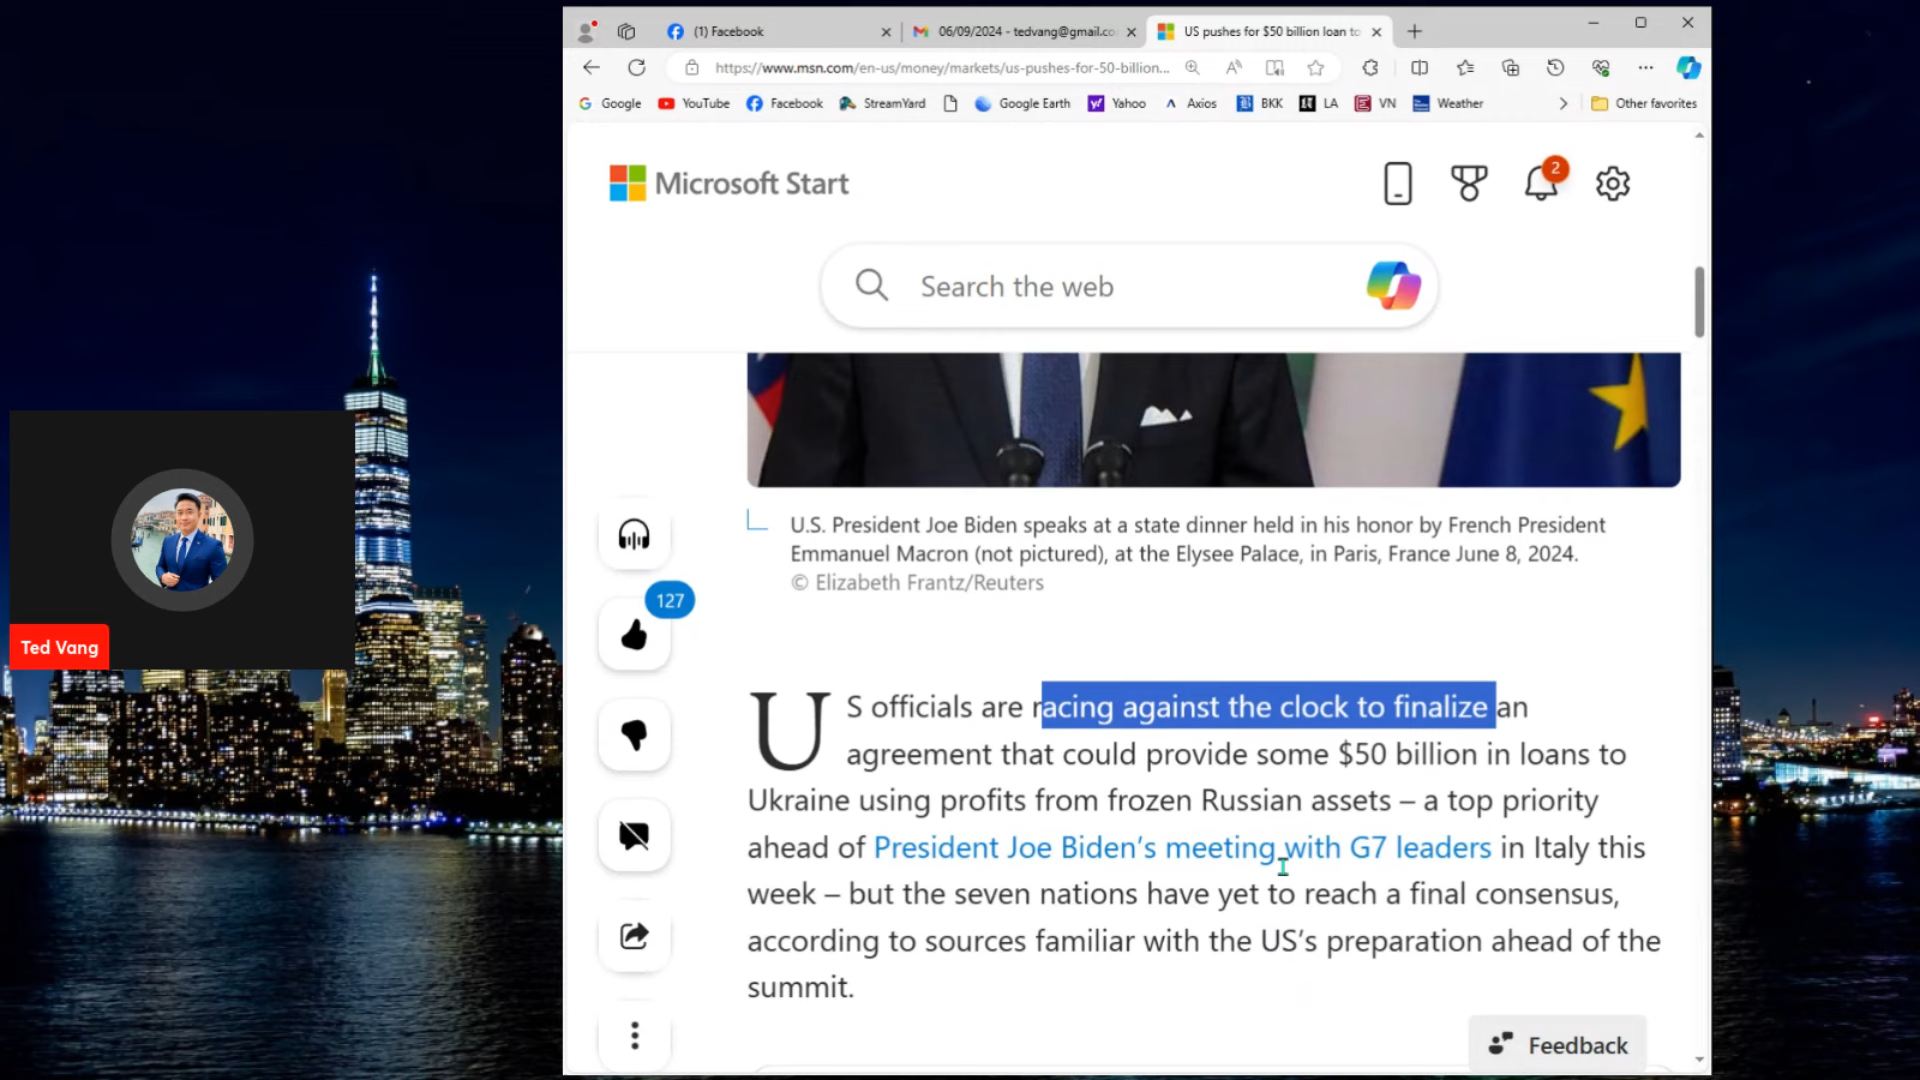 (1) Facebook
06/09/2024 - tedvang@gmail.co
US pushes for $50 billion loan to
https://www.msn.com/en-us/money/markets/us-pushes-for-50-billion...
Google YouTube Facebook StreamYard Google Earth Yahoo Axios BKK LA VN Weather Other favorites
Microsoft Start
2
Search the web
U.S. President Joe Biden speaks at a state dinner held in his honor by French President
Emmanuel Macron (not pictured), at the Elysee Palace, in Paris, France June 8, 2024.
© Elizabeth Frantz/Reuters
127
Ted Vang
US officials are racing against the clock to finalize an
agreement that could provide some $50 billion in loans to
Ukraine using profits from frozen Russian assets – a top priority
ahead of President Joe Biden's meeting with G7 leaders in Italy this
week – but the seven nations have yet to reach a final consensus,
according to sources familiar with the US's preparation ahead of the
summit.
Feedback